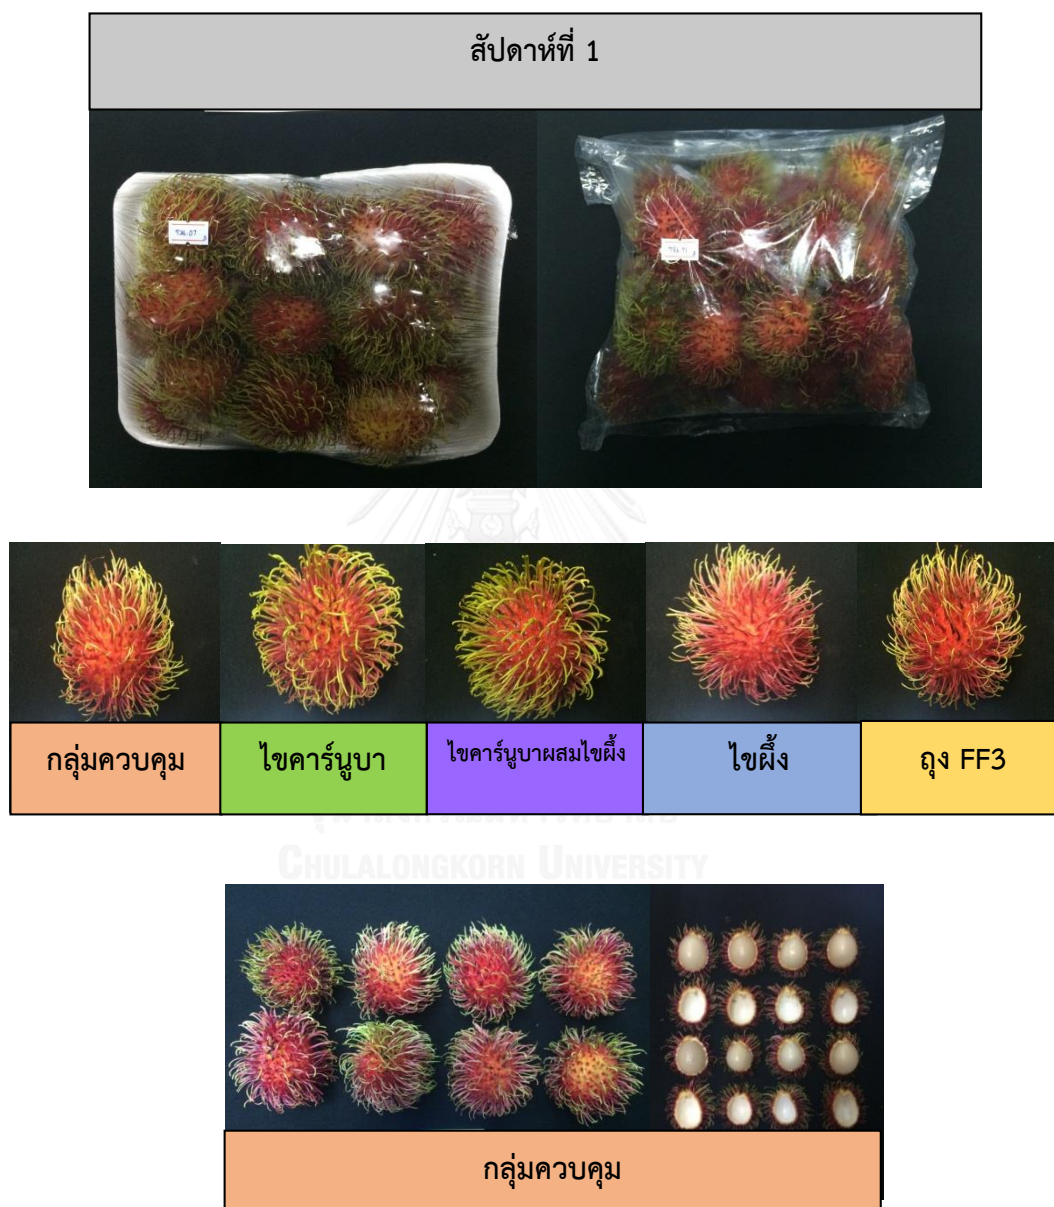 สัปดาห์ที่ 1
กลุ่มควบคุม
ไขคาร์นูบา
ไขคาร์นูบาผสมไขผึ้ง
ไขผึ้ง
ถุง FF3
CHULALONGKORN UNIVERSITY
กลุ่มควบคุม